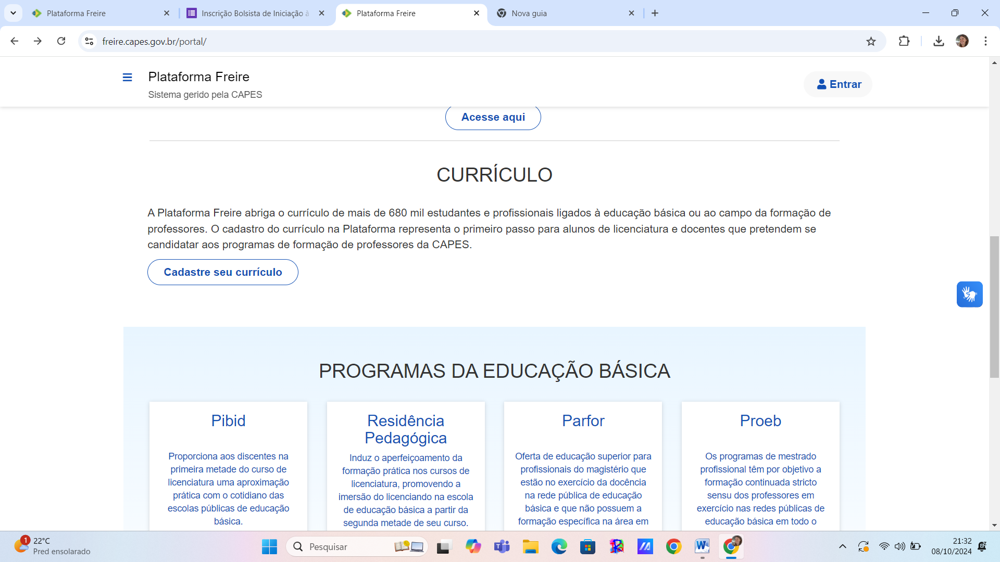 Plataforma Freire
Inscrição Bolsista de Iniciação à
Plataforma Freire
Nova guia
freire.capes.gov.br/portal/
Plataforma Freire
Sistema gerido pela CAPES
Entrar
Acesse aqui
CURRÍCULO
A Plataforma Freire abriga o currículo de mais de 680 mil estudantes e profissionais ligados à educação básica ou ao campo da formação de
professores. O cadastro do currículo na Plataforma representa o primeiro passo para alunos de licenciatura e docentes que pretendem se
candidatar aos programas de formação de professores da CAPES.
Cadastre seu currículo
PROGRAMAS DA EDUCAÇÃO BÁSICA
Pibid
Proporciona aos discentes na
primeira metade do curso de
licenciatura uma aproximação
prática com o cotidiano das
escolas públicas de educação
básica.
Residência
Pedagógica
Induz o aperfeiçoamento da
formação prática nos cursos de
licenciatura, promovendo a
imersão do licenciando na escola
de educação básica a partir da
segunda metade de seu curso.
Parfor
Oferta de educação superior para
profissionais do magistério que
estão no exercício da docência
na rede pública de educação
básica e que não possuem a
formação específica na área em
Proeb
Os programas de mestrado
profissional têm por objetivo a
formação continuada stricto
sensu dos professores em
exercício nas redes públicas de
educação básica em todo o
1
22°C
Pred ensolarado
Pesquisar
21:32
08/10/2024